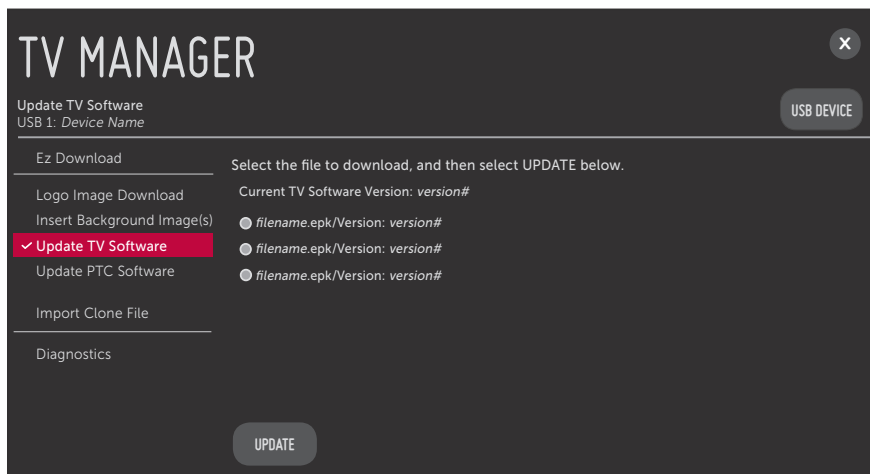 TV MANAGER
X
Update TV Software
USB 1: Device Name
USB DEVICE
Ez Download
Logo Image Download
Insert Background Image(s)
Update TV Software
Update PTC Software
Import Clone File
Diagnostics
Select the file to download, and then select UPDATE below.
Current TV Software Version: version#
filename.epk/Version: version#
filename.epk/Version: version#
filename.epk/Version: version#
UPDATE